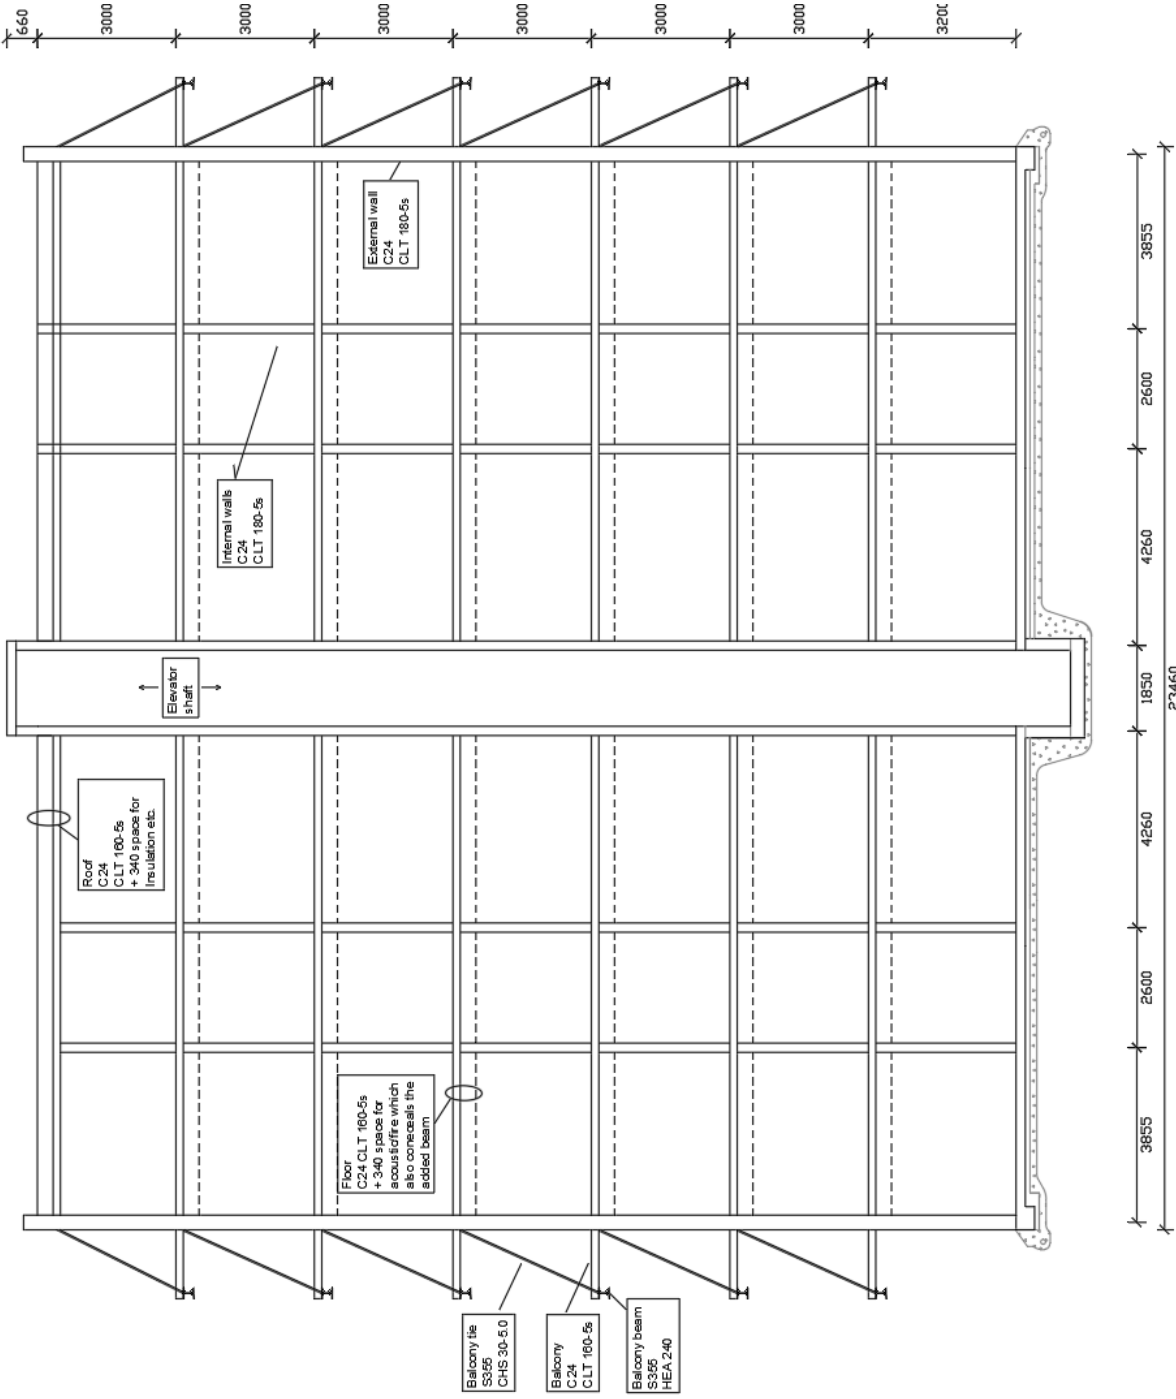 660
3000
3000
3000
3000
3000
3000
3200
External wall
C24
CLT 180-5s
Internal walls
C24
CLT 180-5s
Elevator
shaft
Roof
C24
CLT 160-5s
+ 340 space for
Insulation etc.
Floor
C24 CLT 160-5s
+ 340 space for
acoustic/fire which
also conceeals the
added beam
Balcony tie
S355
CHS 30-5.0
Balcony
C24
CLT 160-5s
Balcony beam
S355
HEA 240
3855
2600
4260
1850
4260
2600
3855
23460